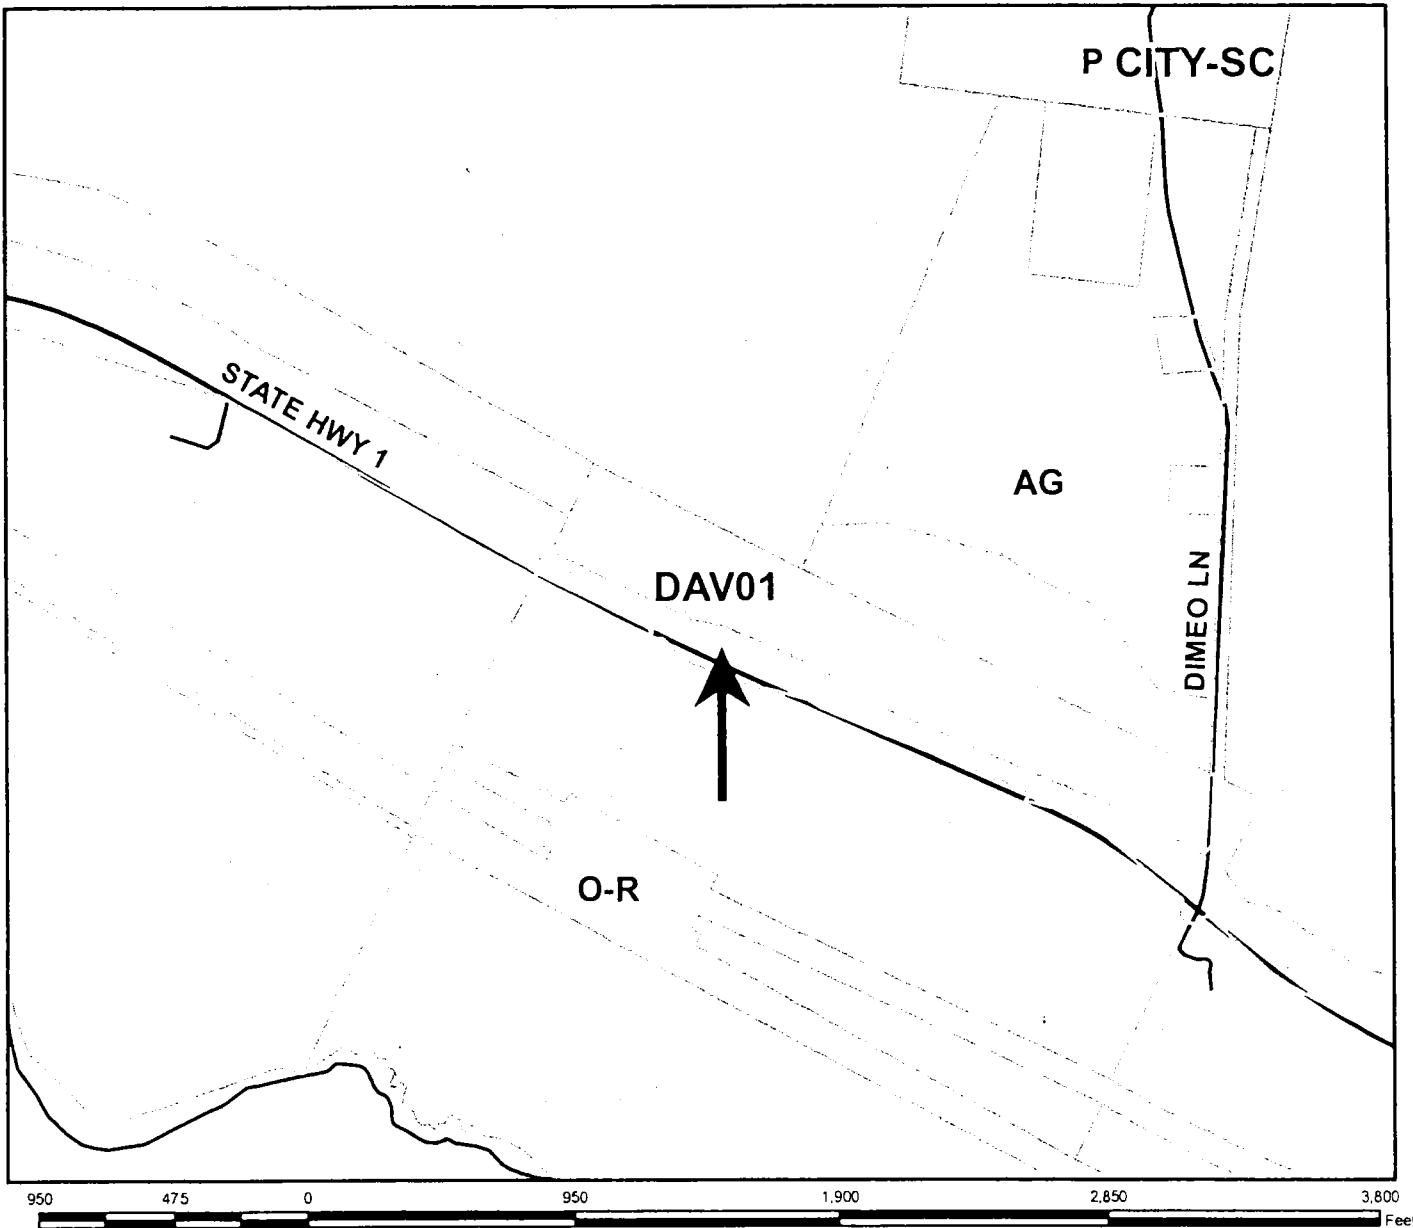 P CITY-SC
STATE HWY 1
AG
DAV01
DIMEO LN
O-R
950 475 0 950 1,900 2,850 3,800
Feet